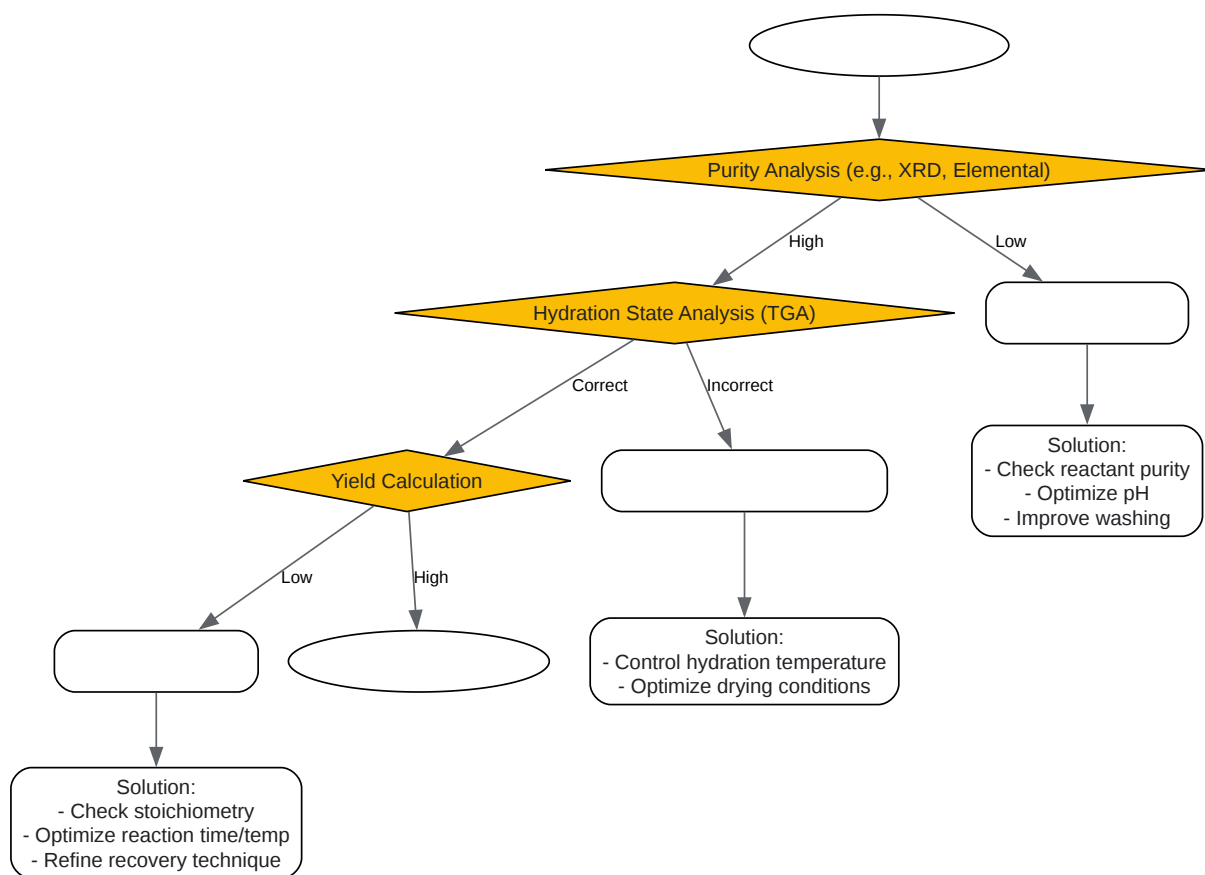 Purity Analysis (e.g., XRD, Elemental)
High
Low
Hydration State Analysis (TGA)
Correct
Incorrect
Solution:
- Check reactant purity
- Optimize pH
- Improve washing
Yield Calculation
Low
High
Solution:
- Control hydration temperature
- Optimize drying conditions
Solution:
- Check stoichiometry
- Optimize reaction time/temp
- Refine recovery technique